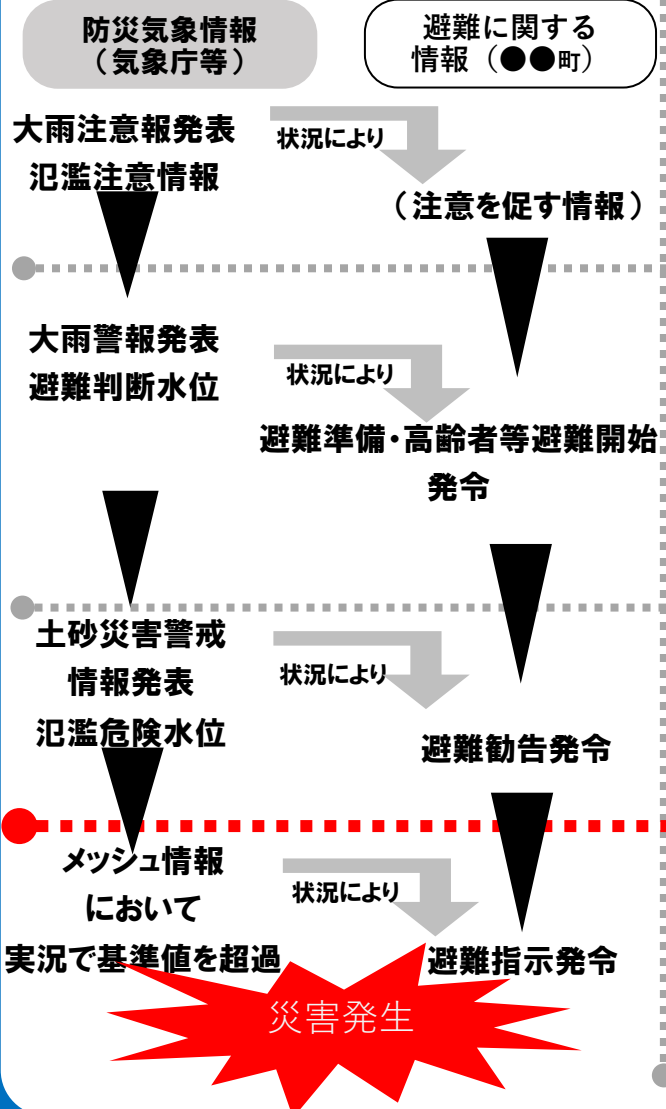 防災気象情報
（気象庁等）
避難に関する
情報（●●町）
大雨注意報発表
氾濫注意情報
状況により
（注意を促す情報）
大雨警報発表
避難判断水位
状況により
避難準備・高齢者等避難開始
発令
土砂災害警戒
情報発表
氾濫危険水位
状況により
避難勧告発令
メッシュ情報
において
実況で基準値を超過
状況により
避難指示発令
災害発生